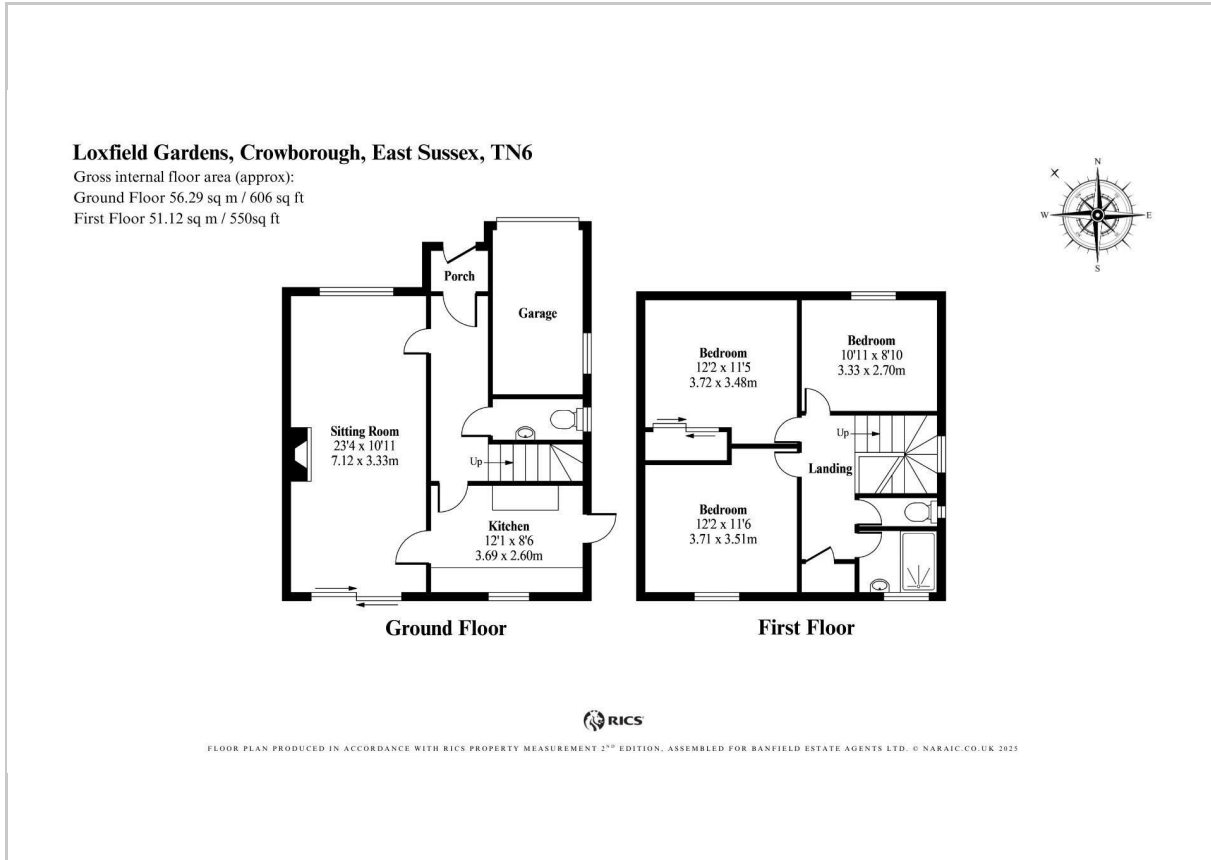 Loxfield Gardens, Crowborough, East Sussex, TN6
Gross internal floor area (approx):
Ground Floor 56.29 sq m / 606 sq ft
First Floor 51.12 sq m / 550sq ft
N
W
E
S
Porch
Garage
Sitting Room
23'4 x 10'11
7.12 x 3.33m
Up
Kitchen
12'1 x 8'6
3.69 x 2.60m
Ground Floor
Bedroom
12'2 x 11'5
3.72 x 3.48m
Bedroom
10'11 x 8'10
3.33 x 2.70m
Up
Landing
Bedroom
12'2 x 11'6
3.71 x 3.51m
First Floor
RICS
FLOOR PLAN PRODUCED IN ACCORDANCE WITH RICS PROPERTY MEASUREMENT 2ND EDITION, ASSEMBLED FOR BANFIELD ESTATE AGENTS LTD. © NARAIC.CO.UK 2025